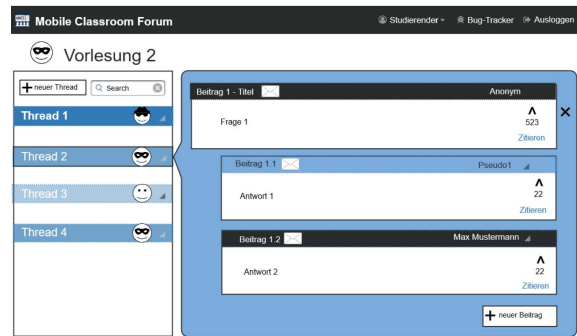 Mobile Classroom Forum
Studierender
Bug-Tracker
Ausloggen
Vorlesung 2
neuer Thread
Search
Thread 1
Thread 2
Thread 3
Thread 4
Beitrag 1 - Titel
Anonym
Frage 1
523
Zitieren
Beitrag 1.1
Pseudo1
Antwort 1
22
Zitieren
Beitrag 1.2
Max Mustermann
Antwort 2
22
Zitieren
neuer Beitrag